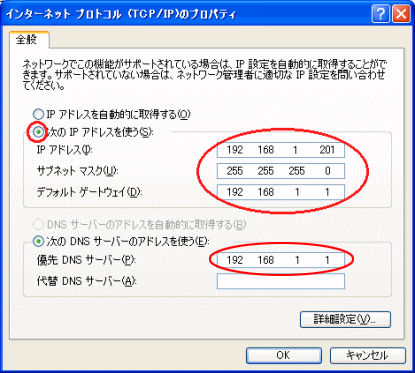 インターネット プロトコル (TCP/IP)のプロパティ
全般
ネットワークでこの機能がサポートされている場合は、IP 設定を自動的に取得することがで
きます。サポートされていない場合は、ネットワーク管理者に適切な IP 設定を問い合わせ
てください。
IP アドレスを自動的に取得する(O)
次の IP アドレスを使う(S):
IP アドレス(I): 192 168 1 201
サブネット マスク(U): 255 255 255 0
デフォルト ゲートウェイ(D): 192 168 1 1
DNS サーバーのアドレスを自動的に取得する(B)
次の DNS サーバーのアドレスを使う(E):
優先 DNS サーバー(P): 192 168 1 1
代替 DNS サーバー(A):
詳細設定(V)...
OK キャンセル